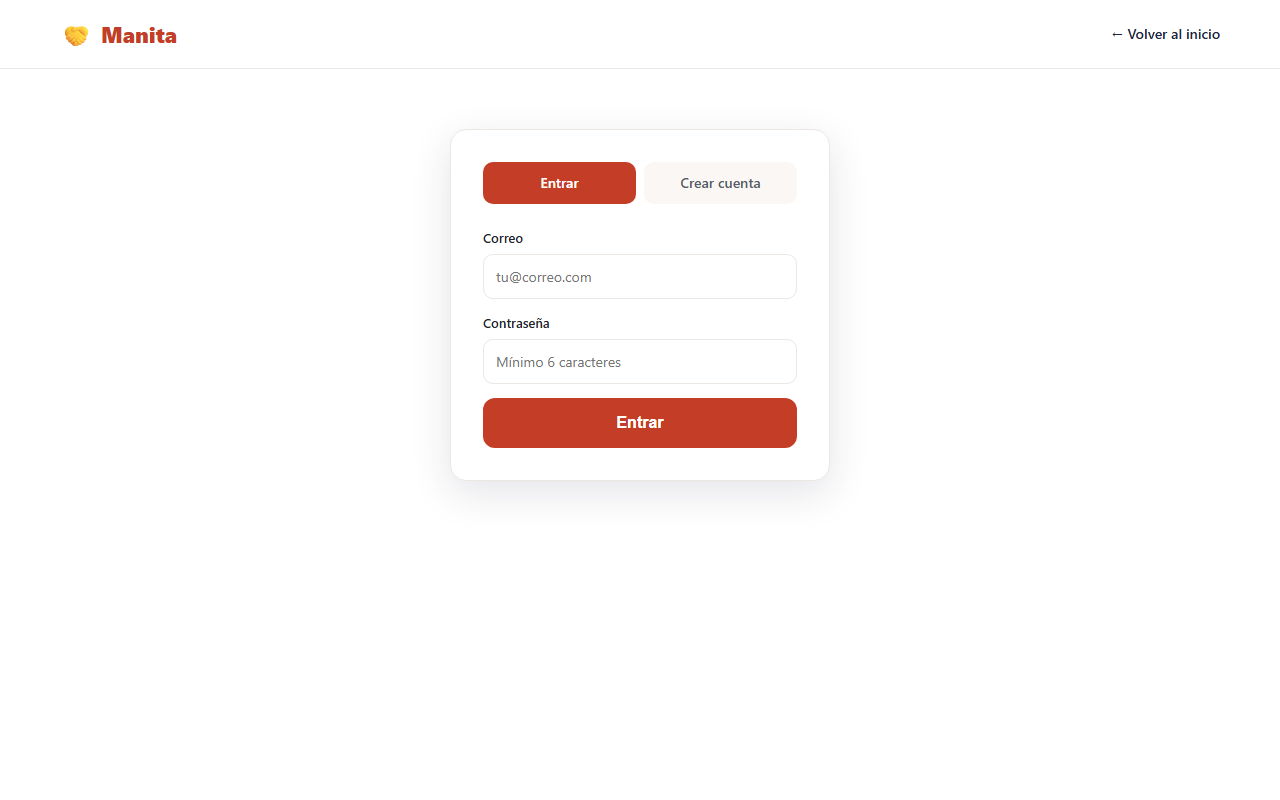 Manita
← Volver al inicio
Entrar
Crear cuenta
Correo
tu@correo.com
Contraseña
Mínimo 6 caracteres
Entrar